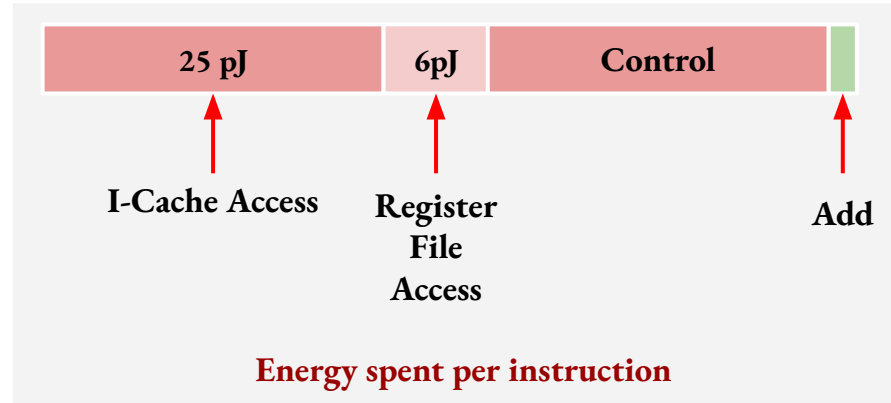 25 pJ
6pJ
Control
I-Cache Access
Register
File
Access
Add
Energy spent per instruction